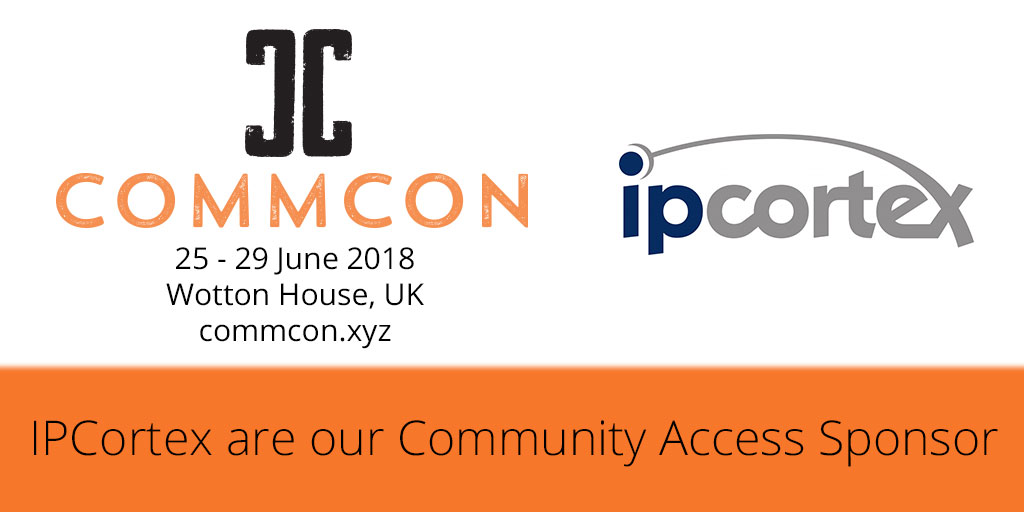 COMMCON
25 - 29 June 2018
Wotton House, UK
commcon.xyz
ipcortex
IPCortex are our Community Access Sponsor